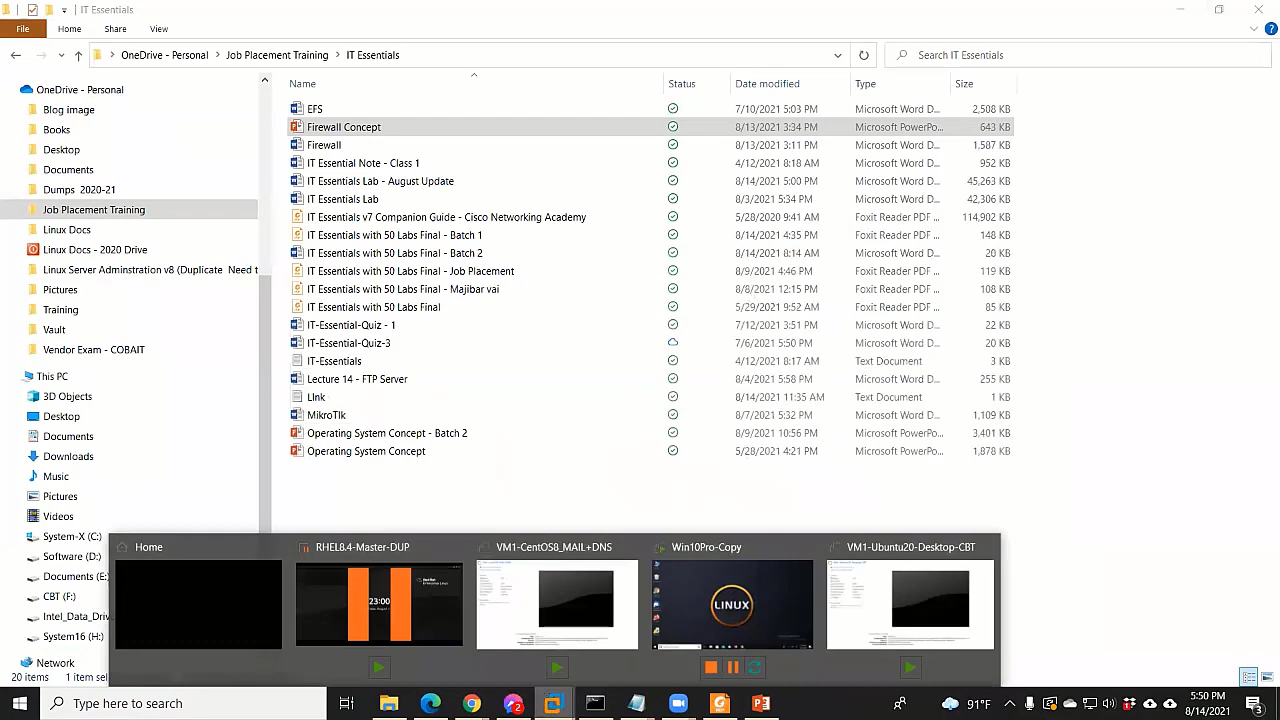 IT Essentials
File Home Share View
OneDrive - Personal Job Placement Training IT Essentials Search IT Essentials
Name Status Date modified Type Size
OneDrive - Personal
Blog image
Books
Desktop
Documents
Dumps 2020-21
Job Placement Training
Linux Docs
Linux Docs - 2020 Drive
Linux Server Adminstration v8 (Duplicate Need t
Pictures
Training
Vault
Vendor Exam - COBAIT
This PC
3D Objects
Desktop
Documents
Downloads
Music
Pictures
Videos
System-X (C:)
Software (D:)
Documents (E:
CBT (F:)
Intel_Data_Driv
System16 (H:)
Network
EFS 7/10/2021 5:03 PM Microsoft Word D... 2,508 KB
Firewall Concept 8/13/2021 3:34 PM Microsoft PowerPo... 643 KB
Firewall 8/13/2021 3:11 PM Microsoft Word D... 1,587 KB
IT Essential Note - Class 1 4/12/2021 8:18 AM Microsoft Word D... 952 KB
IT Essentials Lab - August Update 8/14/2021 5:00 PM Microsoft Word D... 45,263 KB
IT Essentials Lab 8/3/2021 5:34 PM Microsoft Word D... 42,306 KB
IT Essentials v7 Companion Guide - Cisco Networking Academy 5/28/2020 9:41 AM Foxit Reader PDF ... 114,902 KB
IT Essentials with 50 Labs Final - Batch 1 8/14/2021 4:35 PM Foxit Reader PDF ... 148 KB
IT Essentials with 50 Labs Final - Batch 2 8/14/2021 8:14 AM Microsoft Word D... 20 KB
IT Essentials with 50 Labs Final - Job Placement 8/9/2021 4:46 PM Foxit Reader PDF ... 119 KB
IT Essentials with 50 Labs Final - Majibar vai 8/8/2021 12:15 PM Foxit Reader PDF ... 108 KB
IT Essentials with 50 Labs Final 5/29/2021 9:52 AM Foxit Reader PDF ... 85 KB
IT-Essential-Quiz - 1 7/12/2021 3:51 PM Microsoft Word D... 22 KB
IT-Essential-Quiz-3 7/6/2021 5:50 PM Microsoft Word D... 20 KB
IT-Essentials 4/12/2021 8:17 AM Text Document 3 KB
Lecture 14 - FTP Server 8/4/2021 5:58 PM Microsoft Word D... 255 KB
LInk 8/14/2021 11:35 AM Text Document 1 KB
MikroTIk 8/7/2021 5:32 PM Microsoft Word D... 1,109 KB
Operating System Concept - Batch 2 8/9/2021 10:56 PM Microsoft PowerPo... 3,401 KB
Operating System Concept 5/28/2021 4:21 PM Microsoft PowerPo... 1,878 KB
Home RHEL8.4-Master-DUP VM1-CentOS8_MAIL+DNS Win10Pro-Copy VM1-Ubuntu20-Desktop-CBT
23:00
LINUX
20 items 1 item sel
Type here to search 2 91°F 5:50 PM
8/14/2021 3